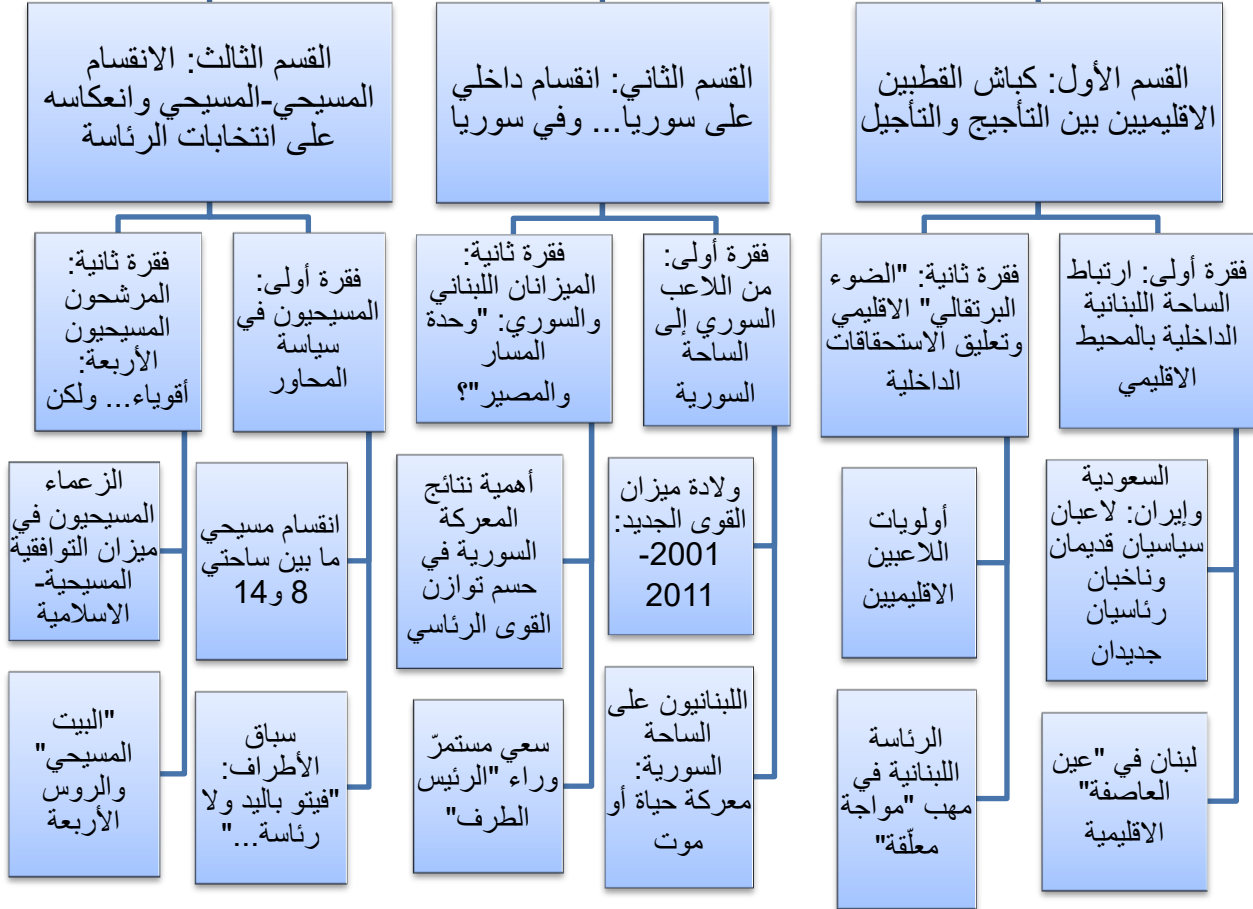 القسم الأول: كباش القطبين
الاقليميين بين التأجيج والتأجيل
القسم الثاني: انقسام داخلي
على سوريا... وفي سوريا
القسم الثالث: الانقسام
المسيحي-المسيحي وانعكاسه
على انتخابات الرئاسة
فقرة أولى: ارتباط
الساحة اللبنانية
الداخلية بالمحيط
الاقليمي
فقرة ثانية: "الضوء
البرتقالي" الاقليمي
وتعليق الاستحقاقات
الداخلية
فقرة أولى:
من اللاعب
السوري إلى
الساحة
السورية
فقرة ثانية:
الميزانان اللبناني
والسوري: "وحدة
المسار
والمصير"؟
فقرة أولى:
المسيحيون في
سياسة
المحاور
فقرة ثانية:
المرشحون
المسيحيون
الأربعة:
أقوياء... ولكن
السعودية
وإيران: لاعبان
سياسيان قديمان
وناخبان
رئاسيان
جديدان
أولويات
اللاعبين
الاقليميين
ولادة ميزان
القوى الجديد:
2001-
2011
أهمية نتائج
المعركة
السورية في
حسم توازن
القوى الرئاسي
انقسام مسيحي
ما بين ساحتي
8 و14
الزعماء
المسيحيون في
ميزان التوافقية
المسيحية-
الاسلامية
لبنان في "عين
العاصفة"
الاقليمية
الرئاسة
اللبنانية في
مهب "مواجة
معلّقة"
اللبنانيون على
الساحة
السورية:
معركة حياة أو
موت
سعي مستمرّ
وراء "الرئيس
الطرف"
سباق
الأطراف:
"فيتو باليد ولا
رئاسة..."
"البيت
المسيحي"
والروس
الأربعة